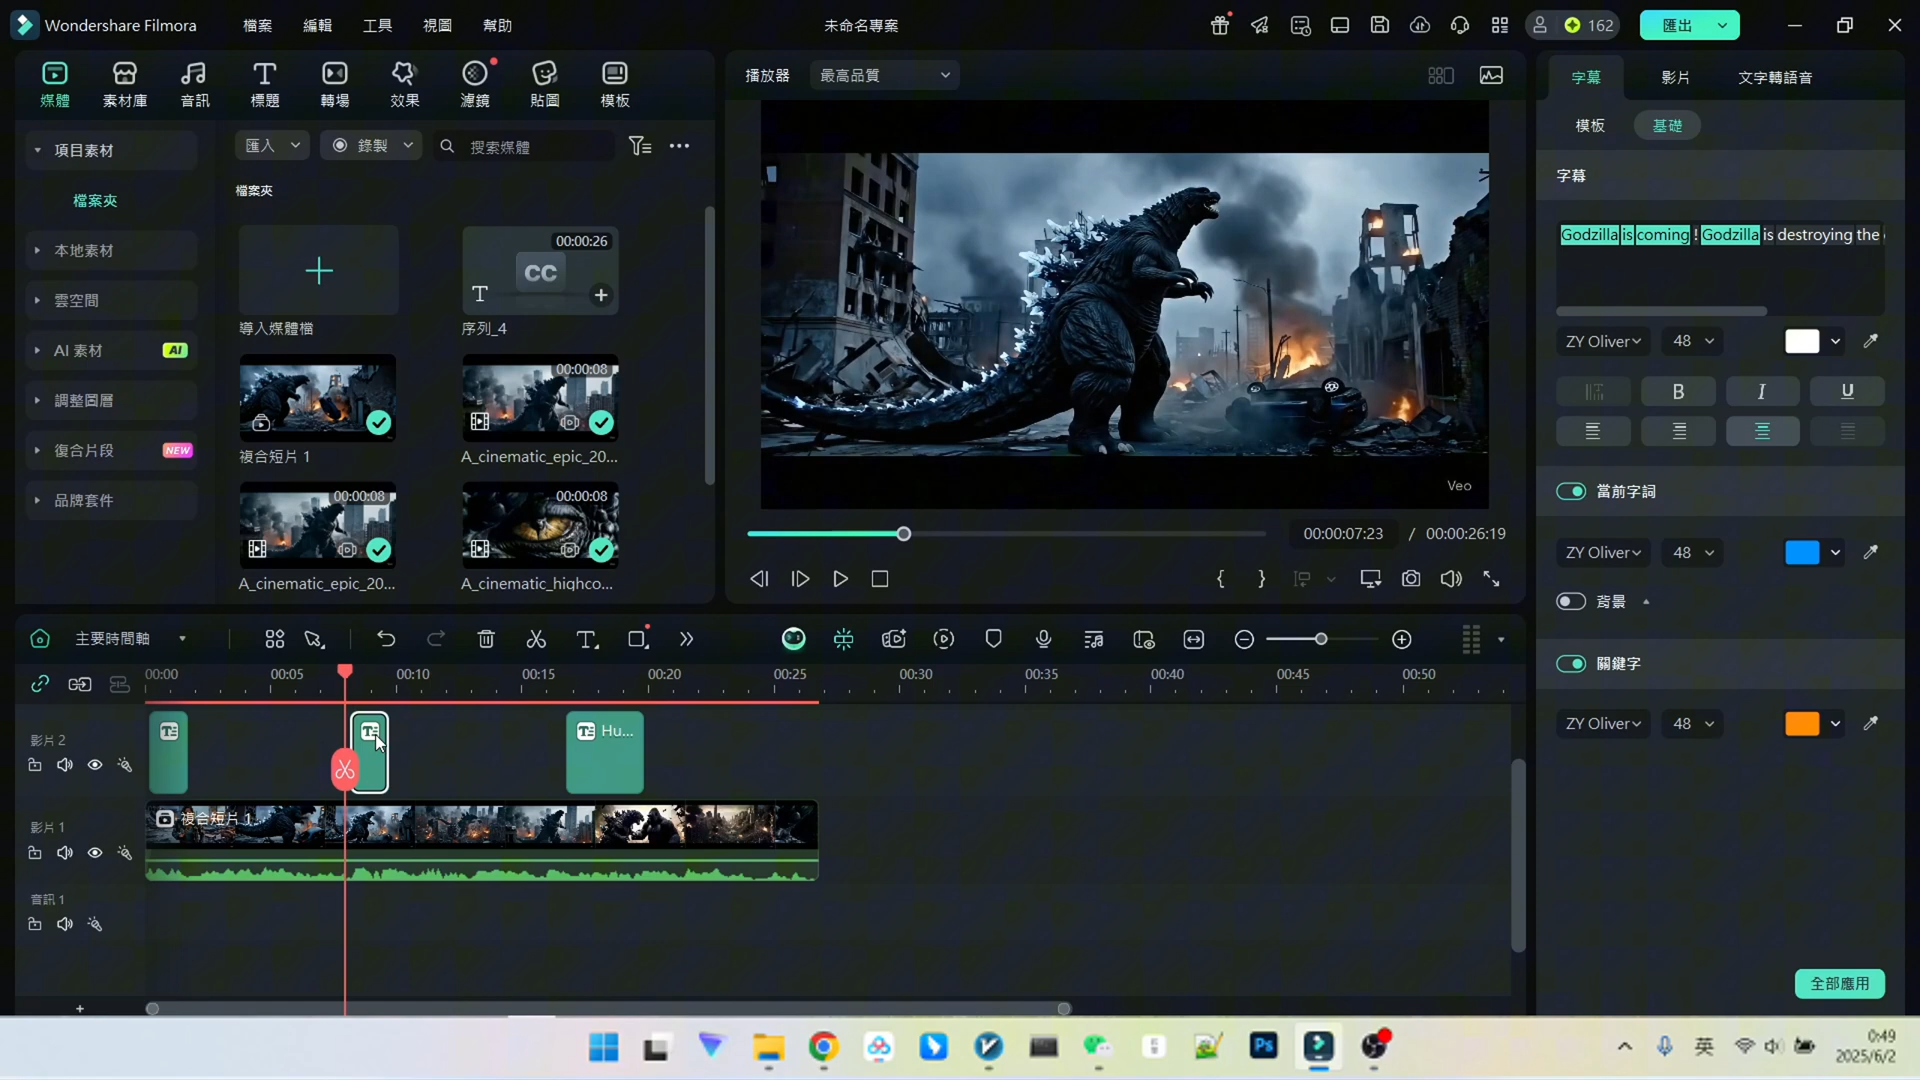 Wondershare Filmora
檔案
編輯
工具
視圖
幫助
未命名專案
162
匯出
媒體
素材庫
音訊
標題
轉場
效果
濾鏡
貼圖
模板
播放器
最高品質
字幕
影片
文字轉語音
模板
基礎
項目素材
檔案夾
本地素材
雲空間
AI 素材
AI
調整圖層
復合片段
NEW
品牌套件
匯入
錄製
搜索媒體
檔案夾
導入媒體檔
00:00:26
CC
T
序列_4
複合短片 1
00:00:08
A_cinematic_epic_20...
00:00:08
A_cinematic_epic_20...
00:00:08
A_cinematic_highco...
Veo
00:00:07:23 / 00:00:26:19
字幕
Godzilla is coming ! Godzilla is destroying the
ZY Oliver
48
B
I
U
當前字詞
ZY Oliver
48
背景
關鍵字
ZY Oliver
48
全部應用
主要時間軸
00:00
00:05
00:10
00:15
00:20
00:25
00:30
00:35
00:40
00:45
00:50
影片 2
Hu...
影片 1
複合短片 1
音訊 1
Ps
英
0:49
2025/6/2